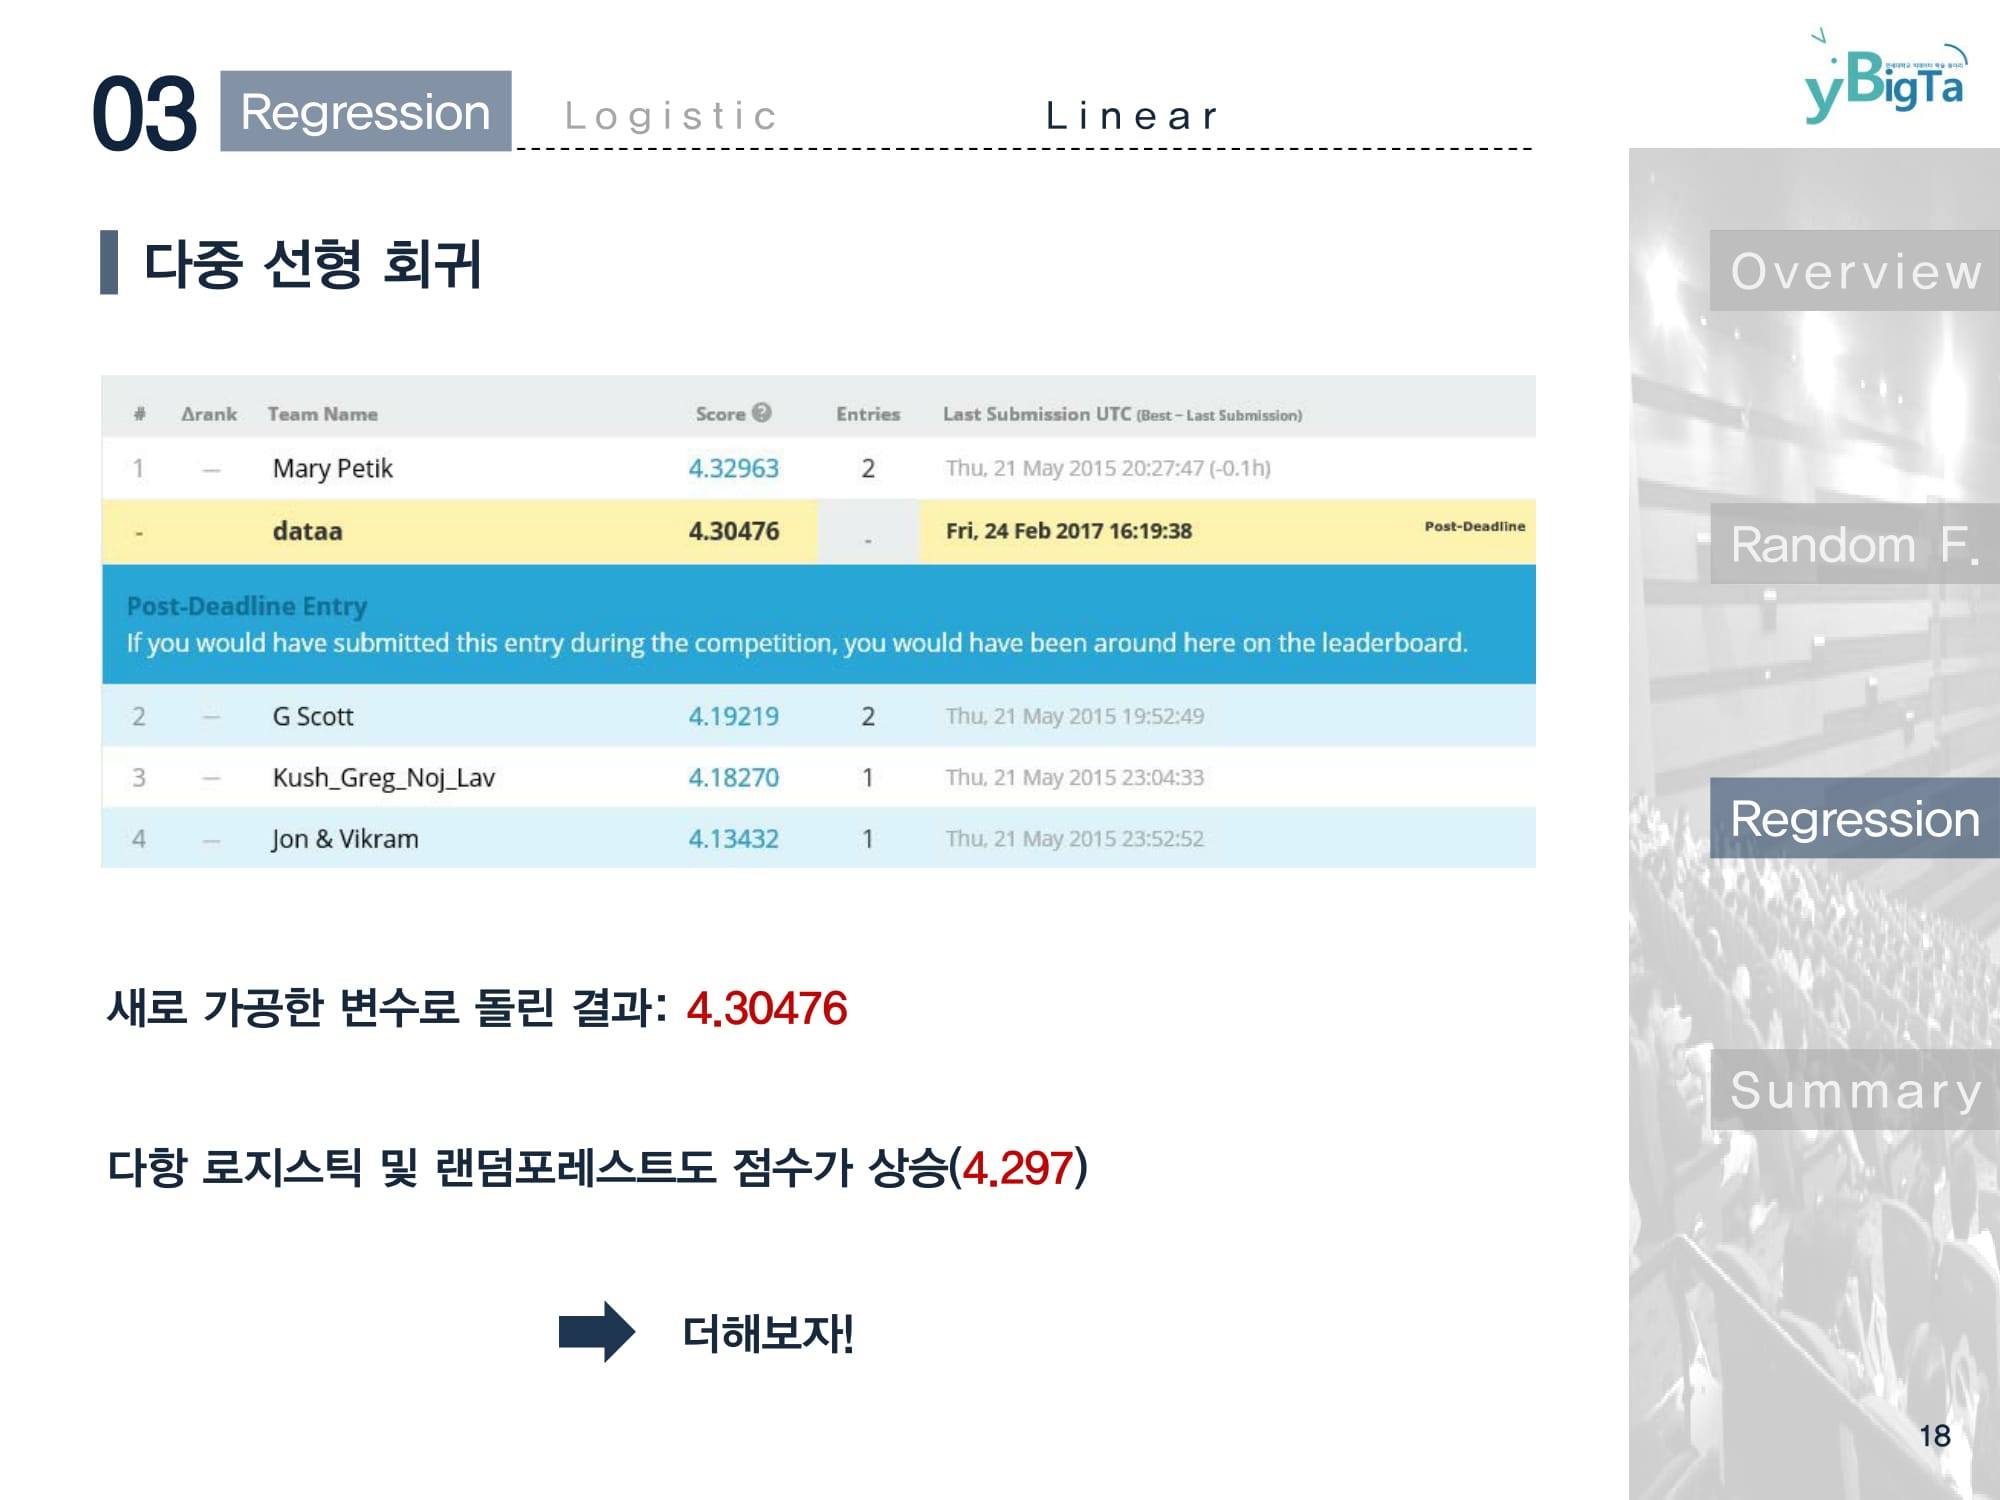 03 Regression Logistic Linear
yBigTa
다중 선형 회귀
# Δrank Team Name Score Entries Last Submission UTC (Best – Last Submission)
1 — Mary Petik 4.32963 2 Thu, 21 May 2015 20:27:47 (-0.1h)
- dataa 4.30476 - Fri, 24 Feb 2017 16:19:38 Post-Deadline
Post-Deadline Entry
If you would have submitted this entry during the competition, you would have been around here on the leaderboard.
2 — G Scott 4.19219 2 Thu, 21 May 2015 19:52:49
3 — Kush_Greg_Noj_Lav 4.18270 1 Thu, 21 May 2015 23:04:33
4 — Jon & Vikram 4.13432 1 Thu, 21 May 2015 23:52:52
새로 가공한 변수로 돌린 결과: 4.30476
다항 로지스틱 및 랜덤포레스트도 점수가 상승(4.297)
더해보자!
Overview
Random F.
Regression
Summary
18